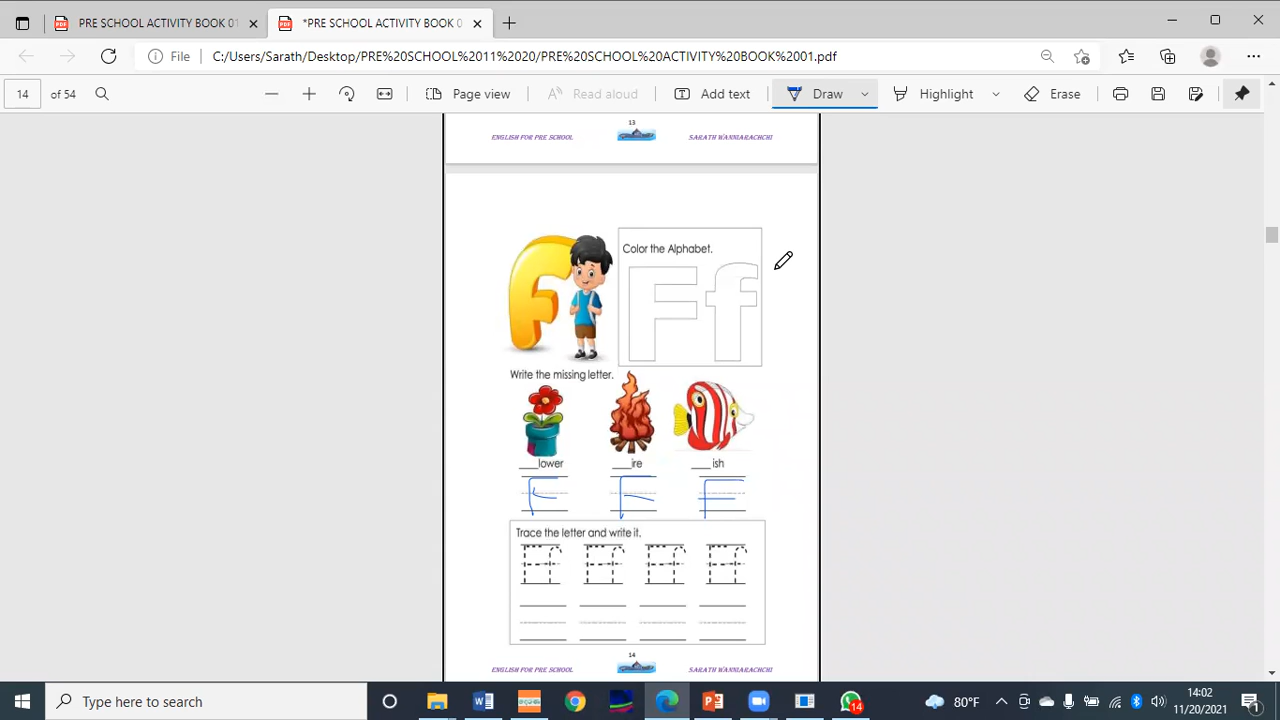 PRE SCHOOL ACTIVITY BOOK 01
*PRE SCHOOL ACTIVITY BOOK 0
File C:/Users/Sarath/Desktop/PRE%20SCHOOL%2011%2020/PRE%20SCHOOL%20ACTIVITY%20BOOK%2001.pdf
14 of 54 Page view Read aloud Add text Draw Highlight Erase
13
ENGLISH FOR PRE SCHOOL SARATH WANNIARACHCHI
F
Color the Alphabet.
F f
Write the missing letter.
___lower ___ire ___ish
F F F
Trace the letter and write it.
F f F f F f F f
14
ENGLISH FOR PRE SCHOOL SARATH WANNIARACHCHI
Type here to search
14
80°F
14:02
11/20/2021
1